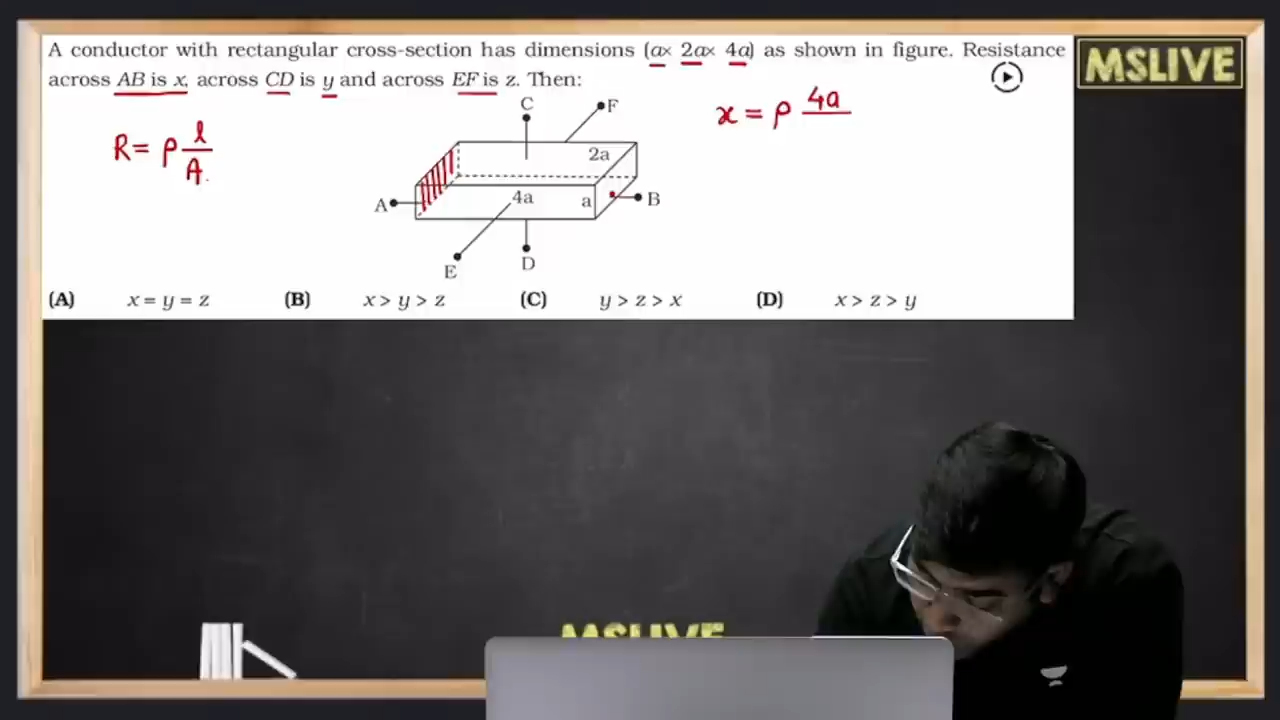 A conductor with rectangular cross-section has dimensions (a× 2a× 4a) as shown in figure. Resistance
across AB is x, across CD is y and across EF is z. Then:
MSLIVE
R = ρ l/A
x = ρ 4a
C
F
2a
A
4a
a
B
E
D
(A) x = y = z (B) x > y > z (C) y > z > x (D) x > z > y
MSLIVE